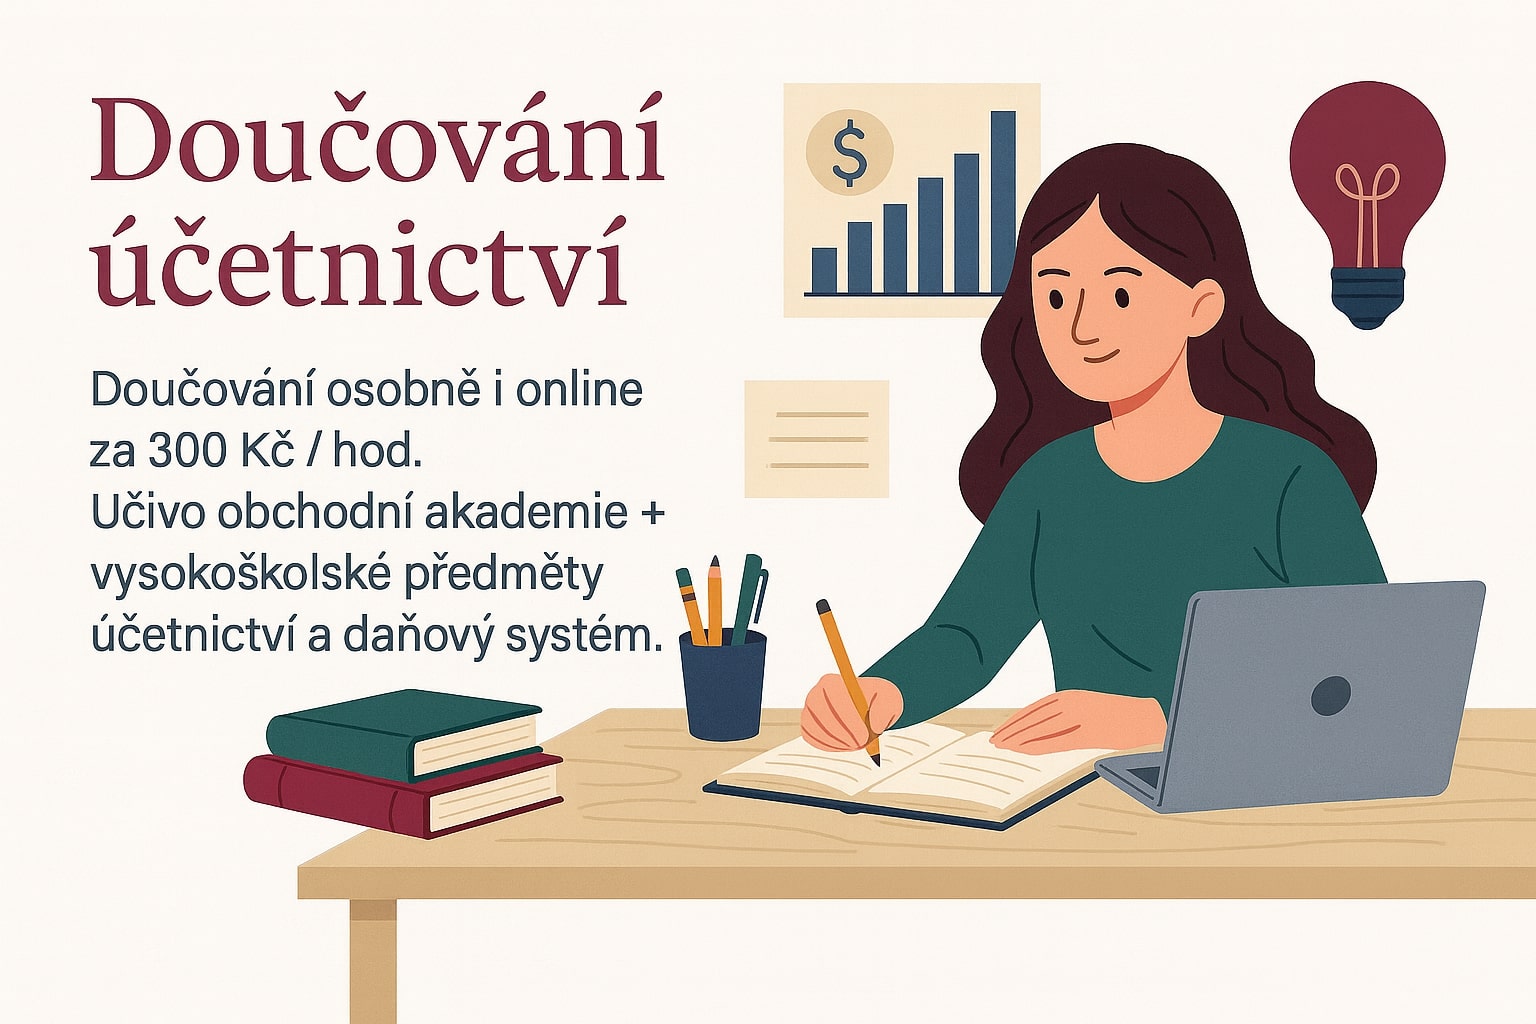 Doučování
účetnictví
Doučování osobně i online
za 300 Kč / hod.
Učivo obchodní akademie +
vysokoškolské předměty
účetnictví a daňový systém.
$